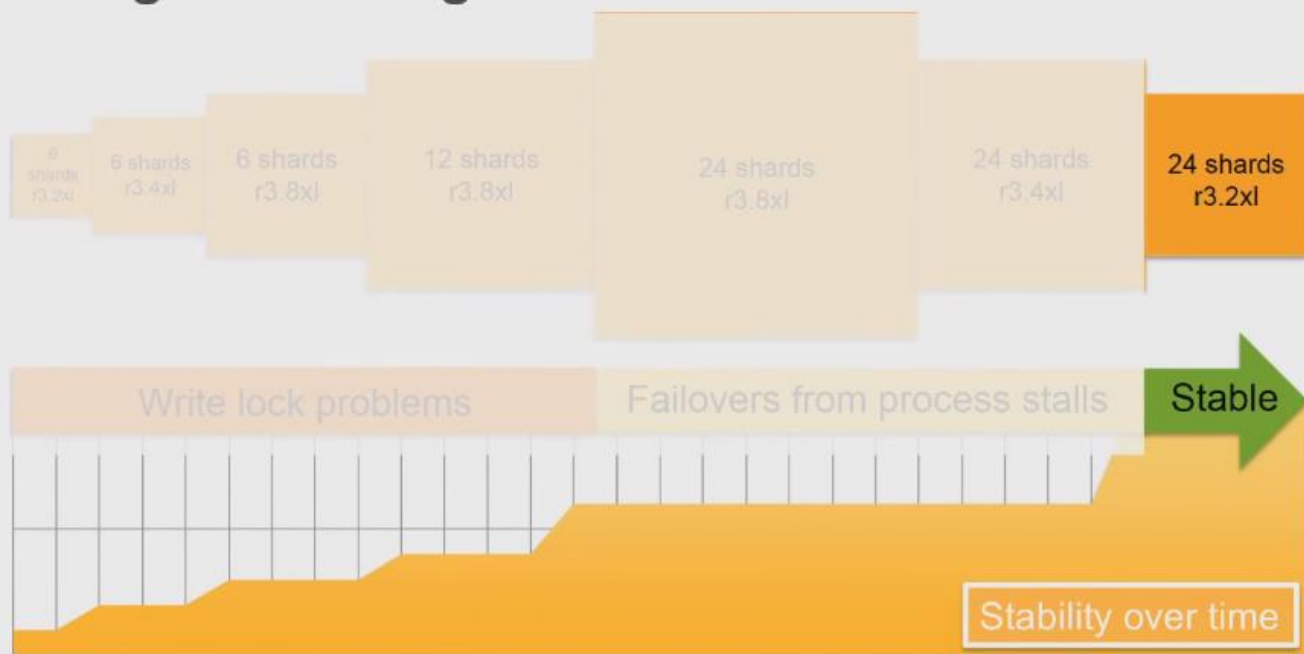 6
shards
r3.2xl
6 shards
r3.4xl
6 shards
r3.8xl
12 shards
r3.8xl
24 shards
r3.8xl
24 shards
r3.4xl
24 shards
r3.2xl
Write lock problems
Failovers from process stalls
Stable
Stability over time